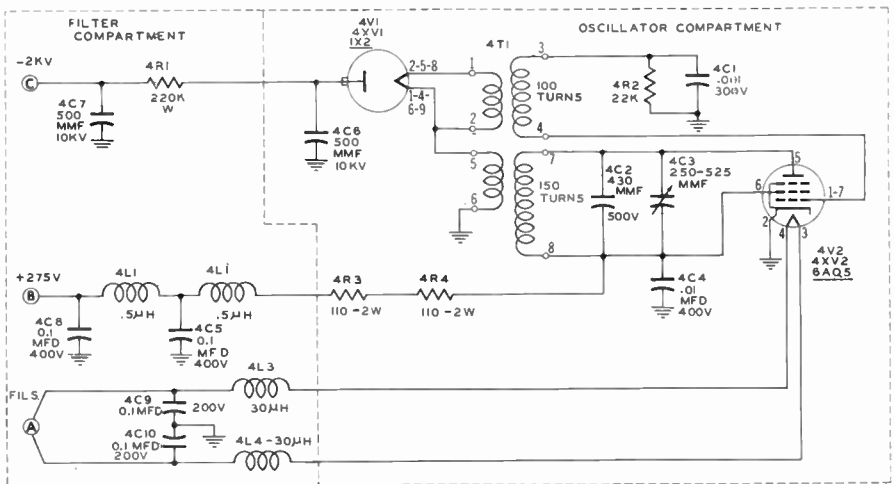 FILTER
COMPARTMENT
OSCILLATOR COMPARTMENT
4V1
4XV1
1X2
4T1
-2KV
C
4R1
220K
W
4C7
500
MMF
10KV
4C6
500
MMF
10KV
2-5-8
1-4-
6-9
1
2
5
6
3
4
7
8
100
TURNS
150
TURNS
4R2
22K
4C1
.001
300V
4C2
430
MMF
500V
4C3
250-525
MMF
5
6
1-7
2
4
3
4V2
4XV2
6AQ5
4C4
.01
MFD
400V
+275V
B
4L1
.5μH
4L1
.5μH
4R3
110-2W
4R4
110-2W
4C8
0.1
MFD
400V
4C5
0.1
MFD
400V
FILS.
A
4L3
30μH
4C9
0.1MFD
200V
4C10
0.1MFD
200V
4L4-30μH